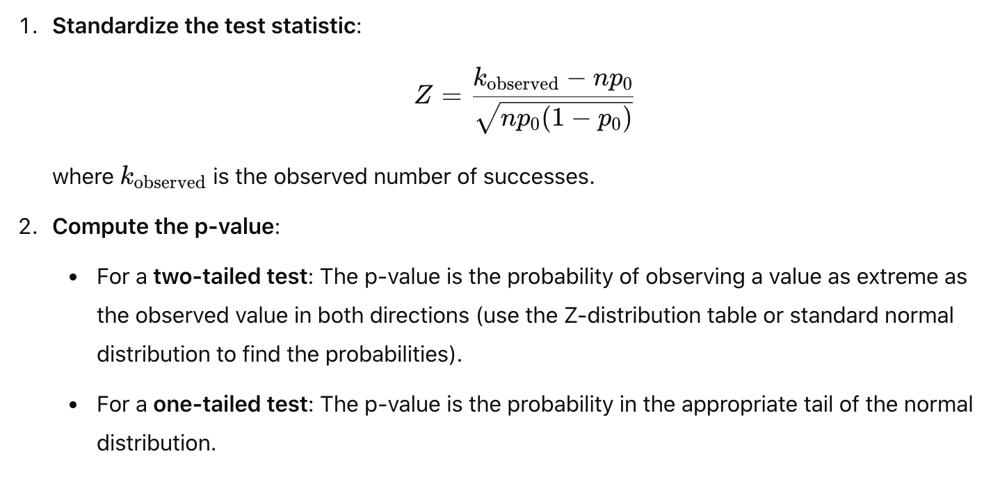 1. Standardize the test statistic:
Z = \frac{k_{\text{observed}} - np_0}{\sqrt{np_0(1 - p_0)}}
where k_{\text{observed}} is the observed number of successes.
2. Compute the p-value:
• For a two-tailed test: The p-value is the probability of observing a value as extreme as
the observed value in both directions (use the Z-distribution table or standard normal
distribution to find the probabilities).
• For a one-tailed test: The p-value is the probability in the appropriate tail of the normal
distribution.